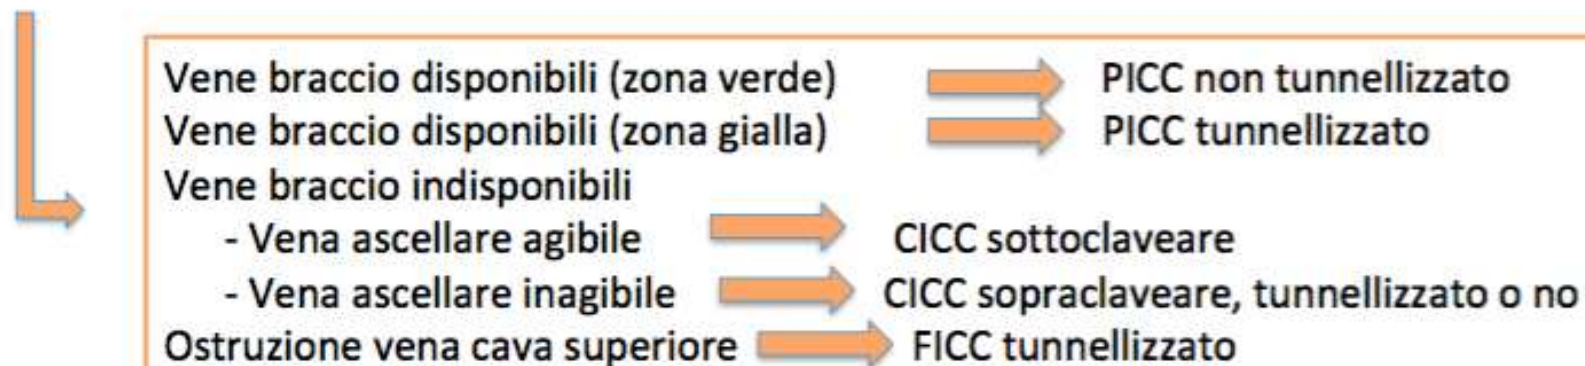 Vene braccio disponibili (zona verde) PICC non tunnellizzato
Vene braccio disponibili (zona gialla) PICC tunnellizzato
Vene braccio indisponibili
- Vena ascellare agibile CICC sottoclaveare
- Vena ascellare inagibile CICC sopraclaveare, tunnellizzato o no
Ostruzione vena cava superiore FICC tunnellizzato